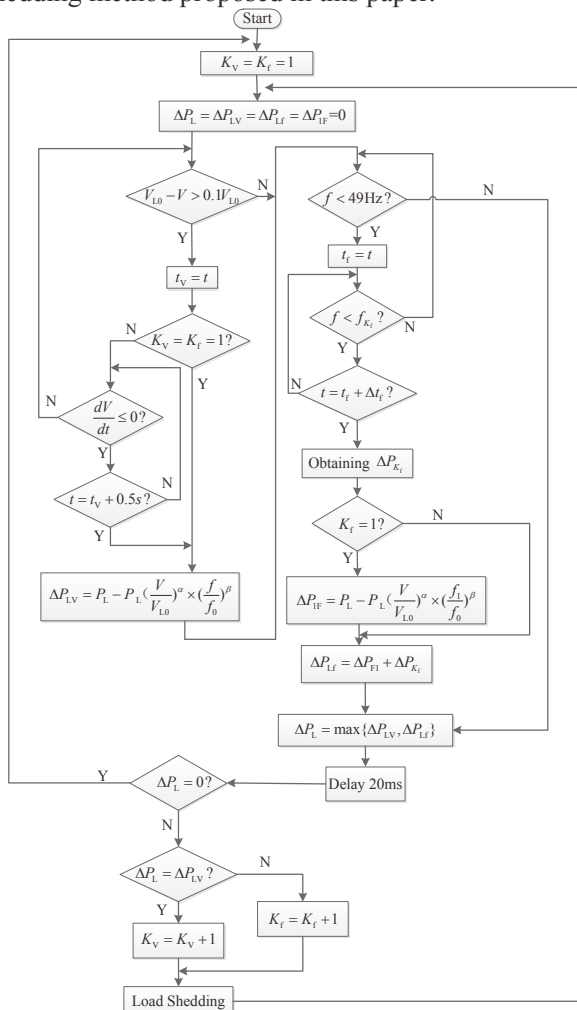 edding method proposed in this paper.
Start
K_V = K_f = 1
ΔP_L = ΔP_LV = ΔP_Lf = ΔP_IF =0
V_L0 − V > 0.1V_L0
N
Y
t_V = t
K_V = K_f = 1?
N
Y
dV/dt ≤ 0?
N
Y
t = t_V + 0.5s?
N
Y
ΔP_LV = P_L − P_L (V/V_L0)^α × (f/f_0)^β
f < 49Hz?
N
Y
t_f = t
f < f_{K_f}?
N
Y
t = t_f + Δt_f?
N
Y
Obtaining ΔP_{K_f}
K_f = 1?
N
Y
ΔP_IF = P_L − P_L (V/V_L0)^α × (f_1/f_0)^β
ΔP_Lf = ΔP_F1 + ΔP_{K_f}
ΔP_L = max{ΔP_LV, ΔP_Lf}
Delay 20ms
ΔP_L = 0?
Y
N
ΔP_L = ΔP_LV?
N
Y
K_V = K_V + 1
K_f = K_f + 1
Load Shedding